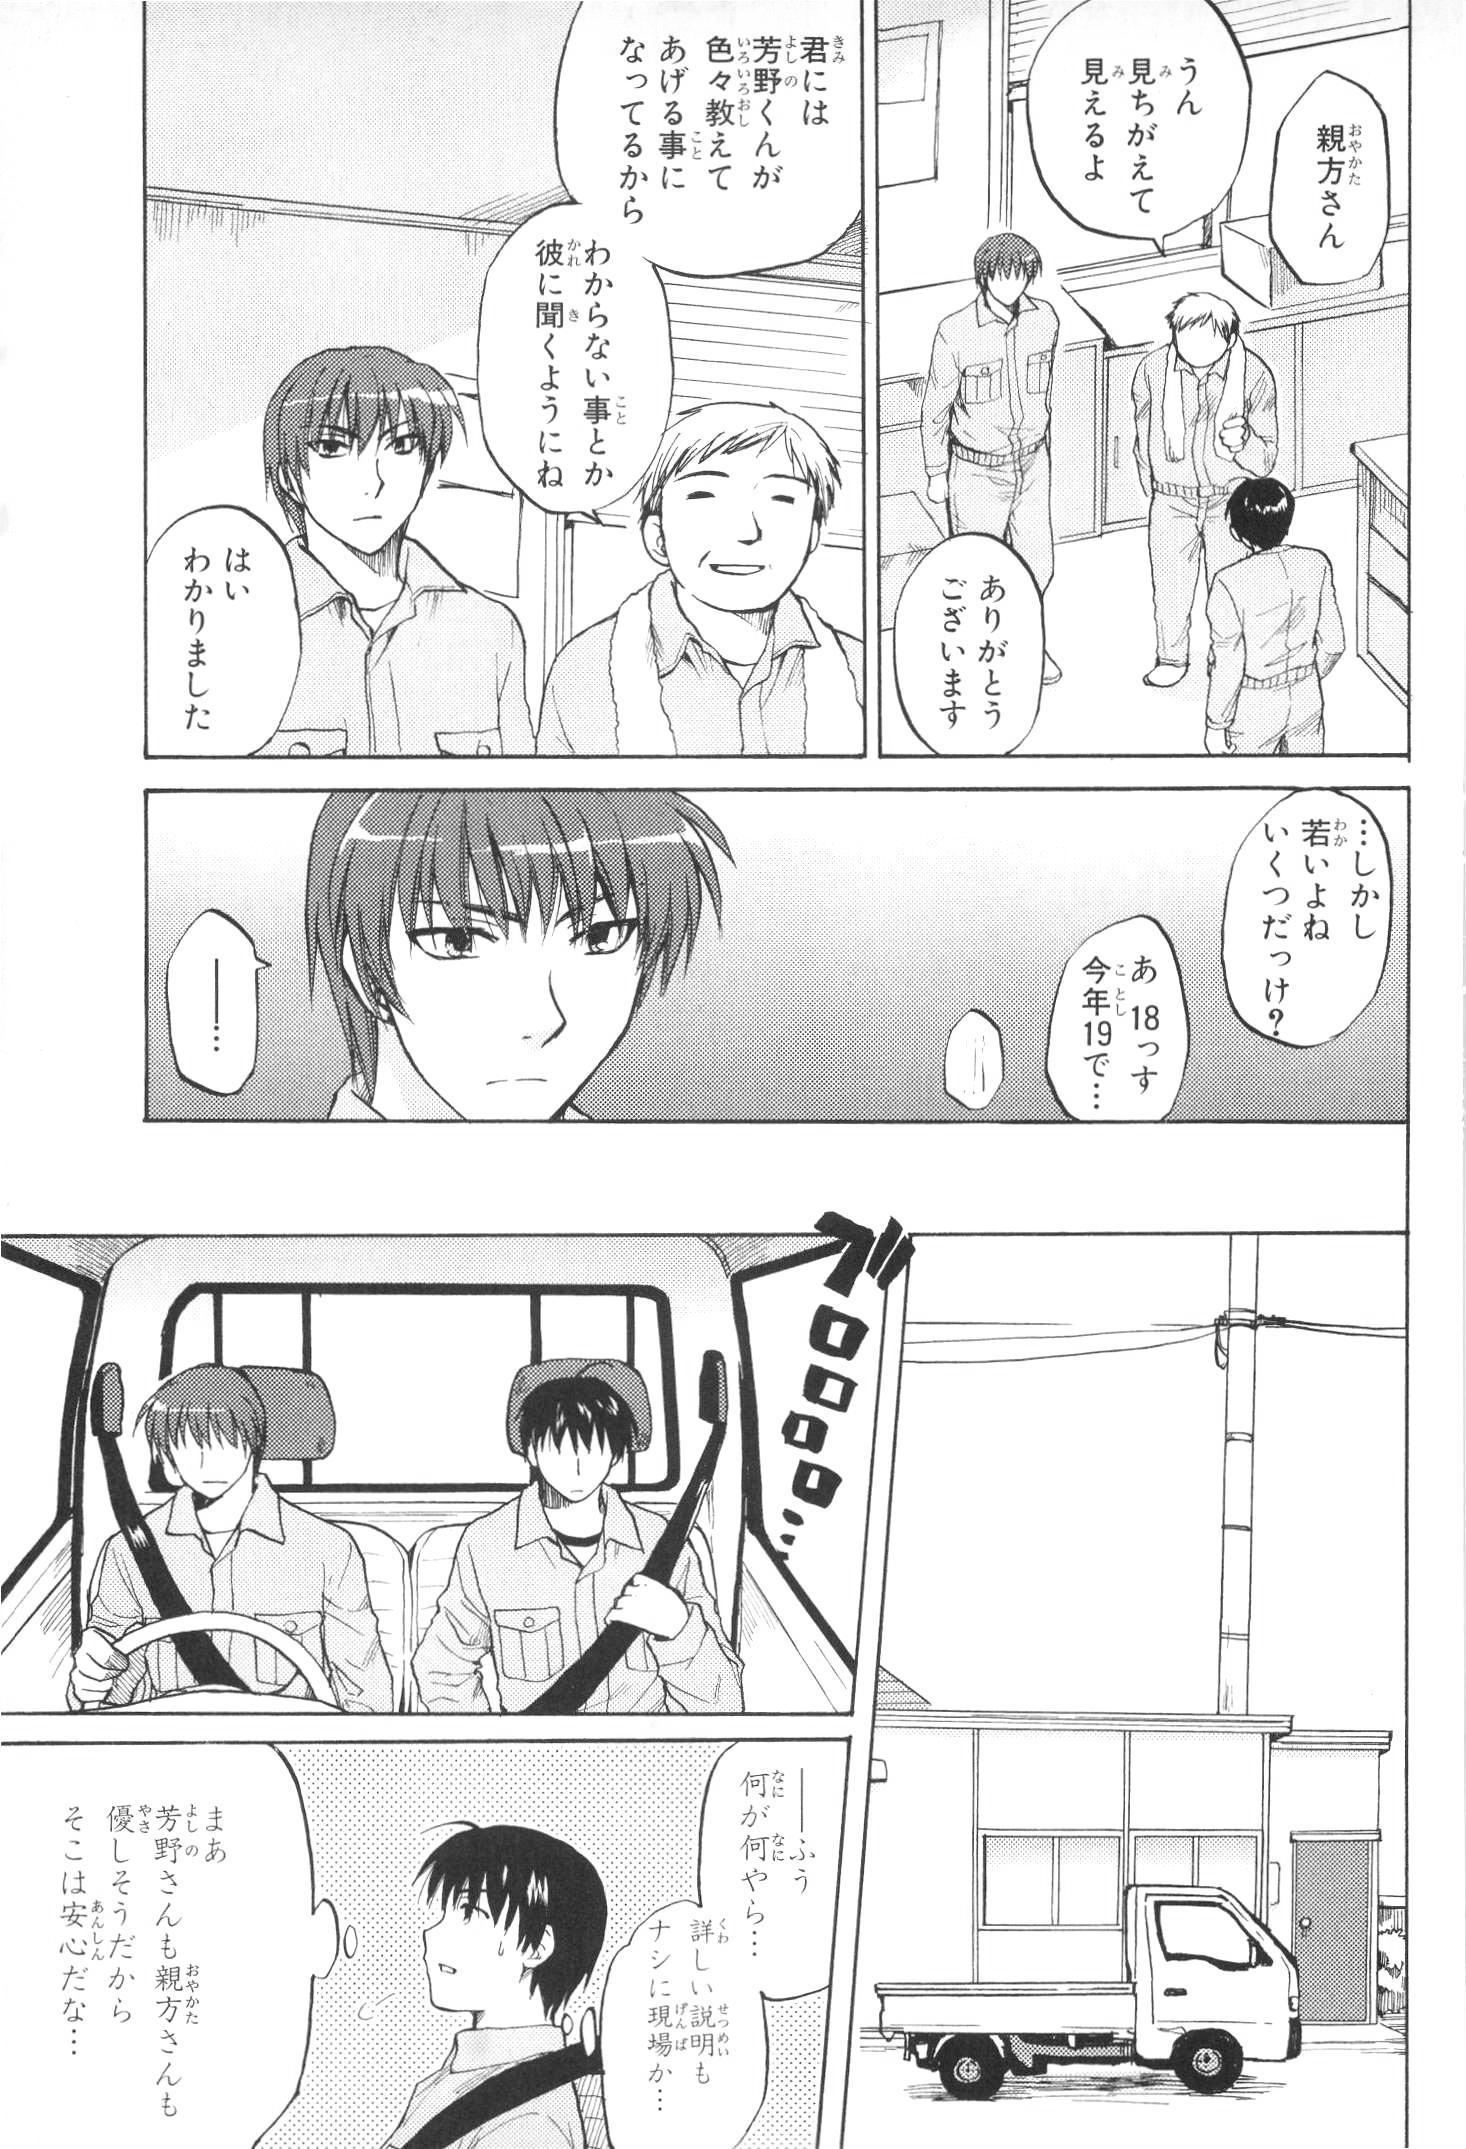 親方さん
うん
見ちがえて
見えるよ
ありがとう
ございます
君には
芳野くんが
色々教えて
あげる事に
なってるから
わからない事とか
彼に聞くようにね
はい
わかりました
…しかし
若いよね
いくつだっけ?
あ 18っす
今年19で…
――…
ブロロロロ…
――ふう
何が何やら…
詳しい説明も
ナシに現場か…
まあ
芳野さんも親方さんも
優しそうだから
そこは安心だな…